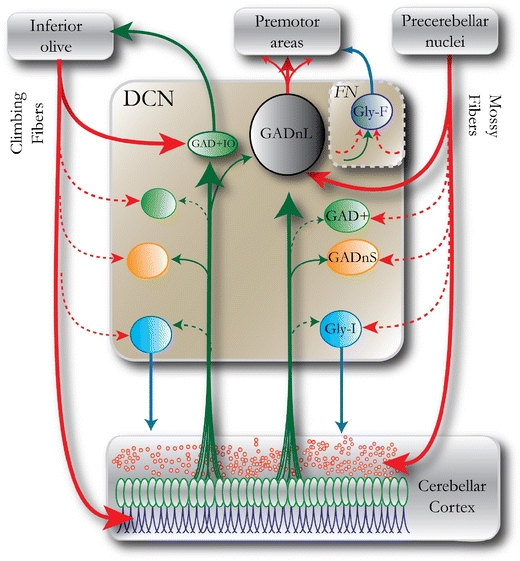 Inferior
olive
Premotor
areas
Precerebellar
nuclei
Climbing
Fibers
Mossy
Fibers
DCN
FN
Gly-F
GAD+IO
GADnL
GAD+
GADnS
Gly-I
Cerebellar
Cortex